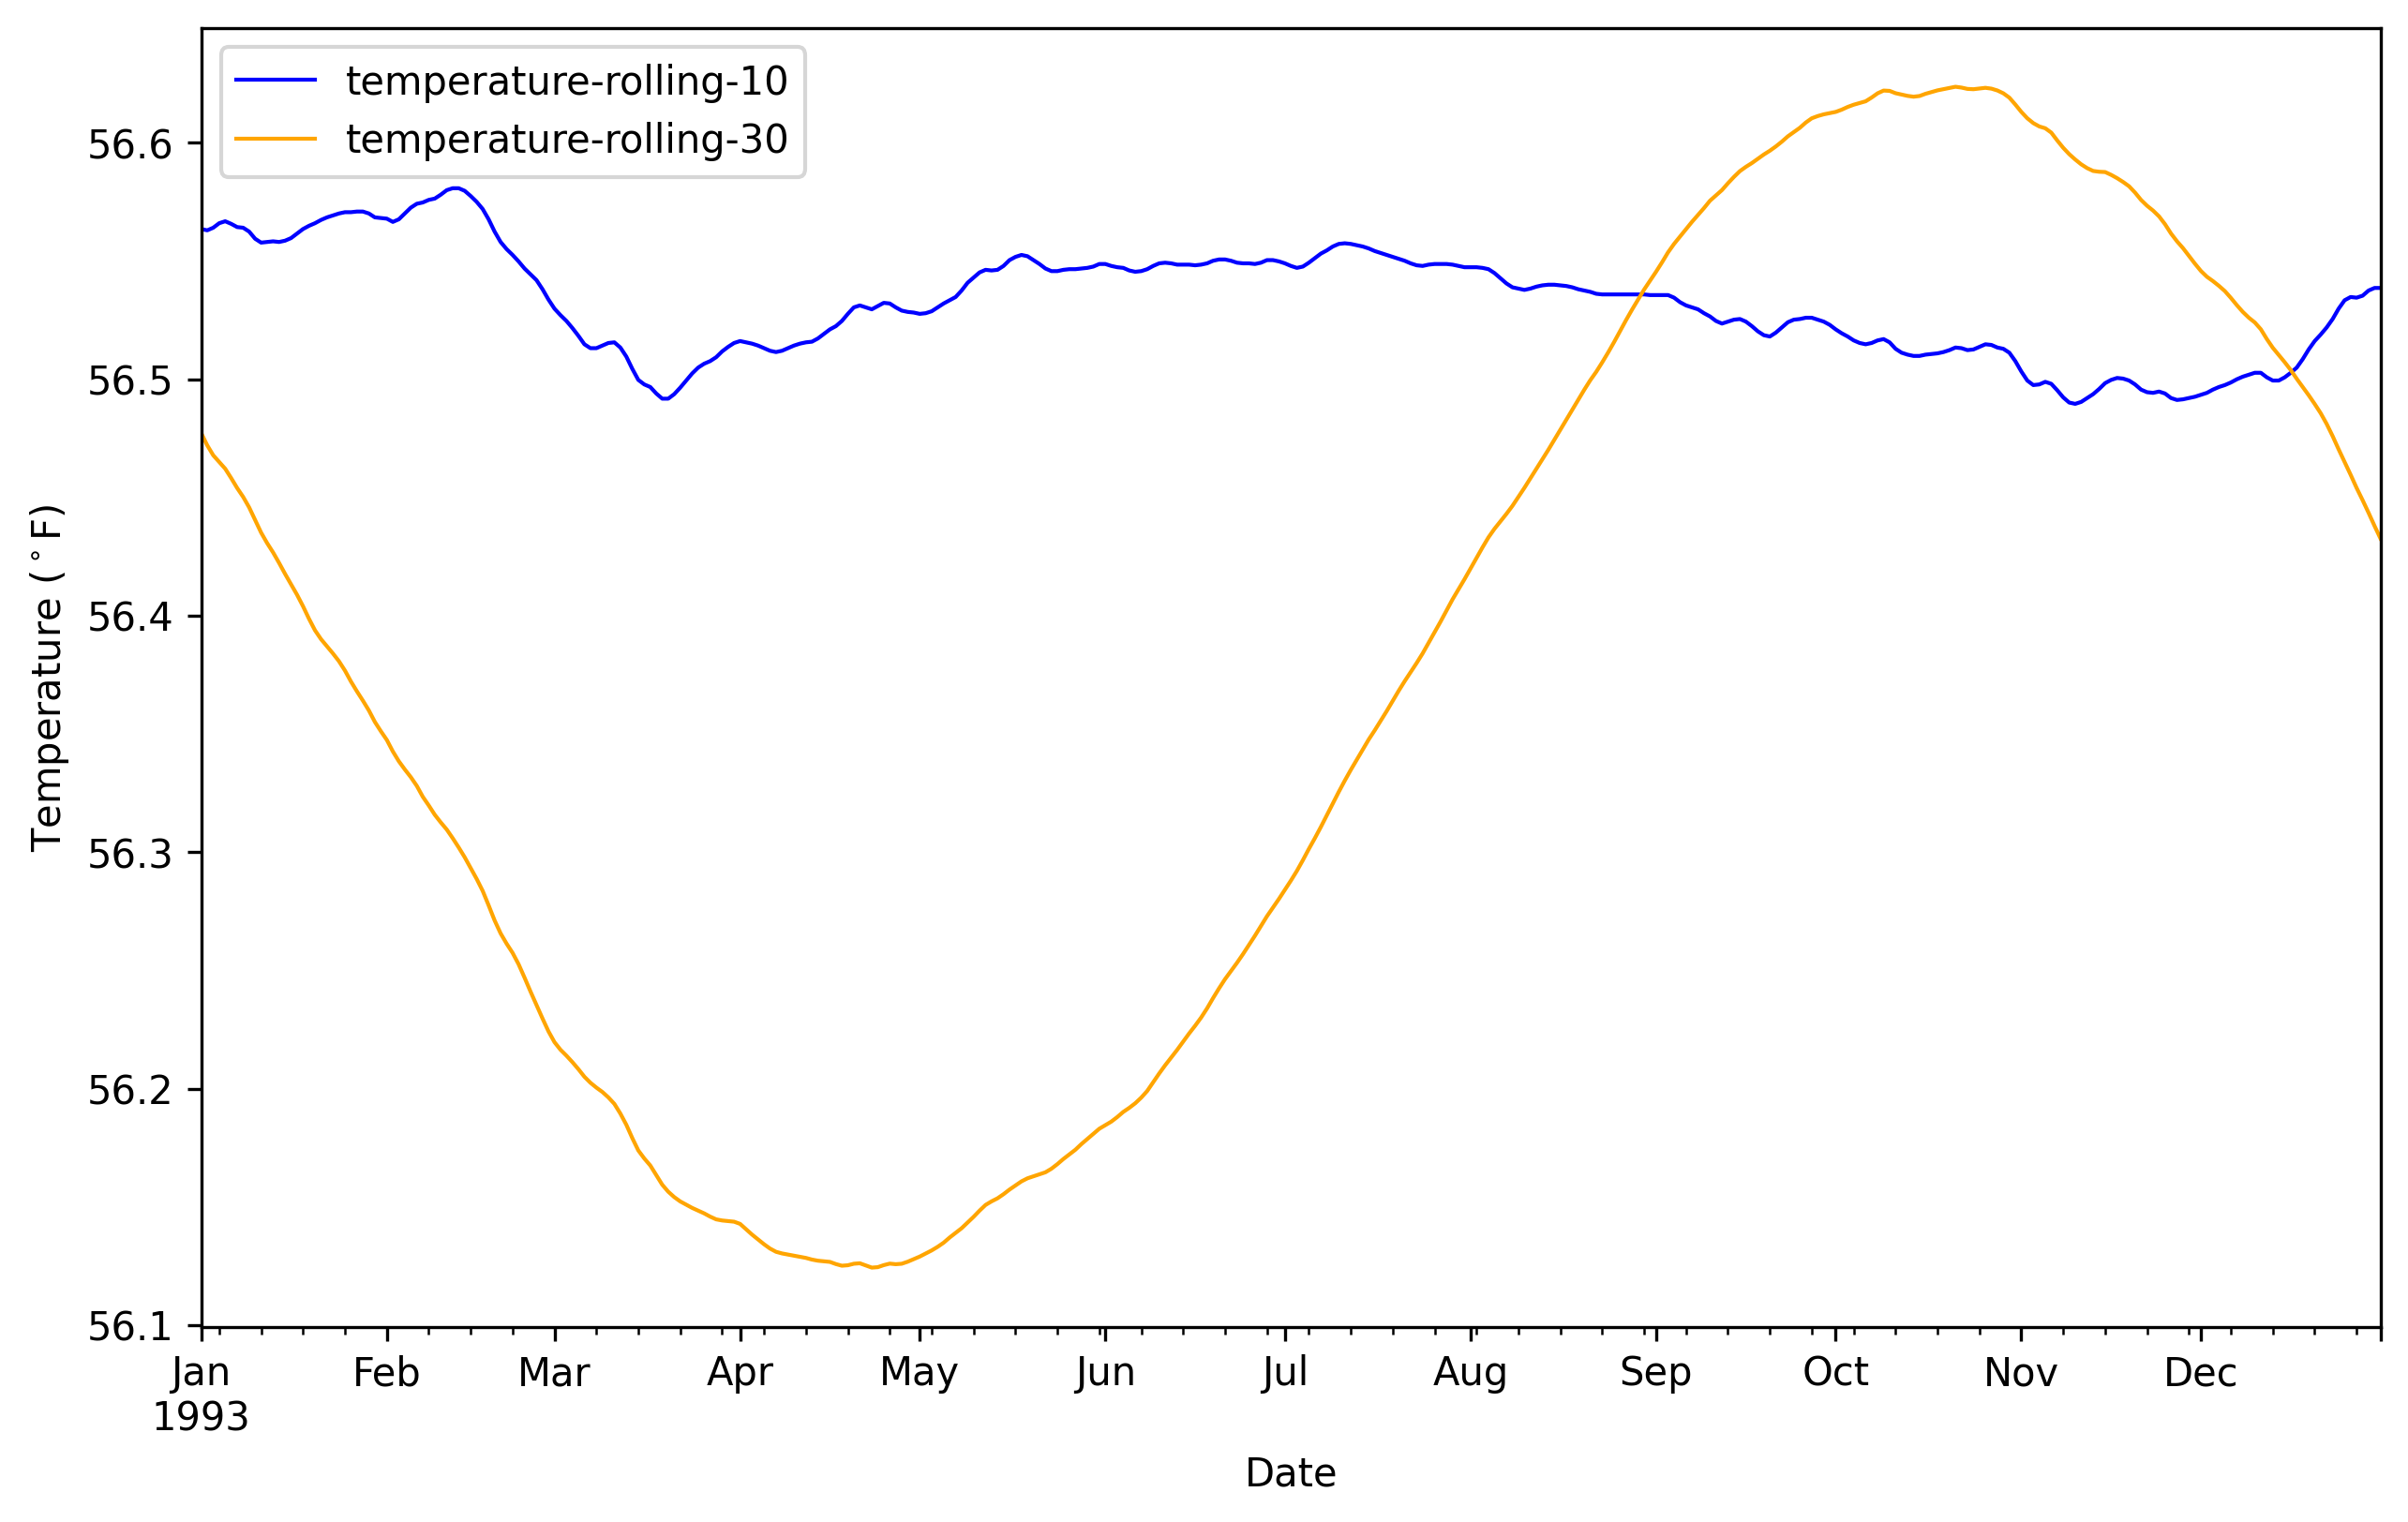 temperature-rolling-10
temperature-rolling-30
Temperature (°F)
56.6
56.5
56.4
56.3
56.2
56.1
Jan Feb Mar Apr May Jun Jul Aug Sep Oct Nov Dec
1993
Date